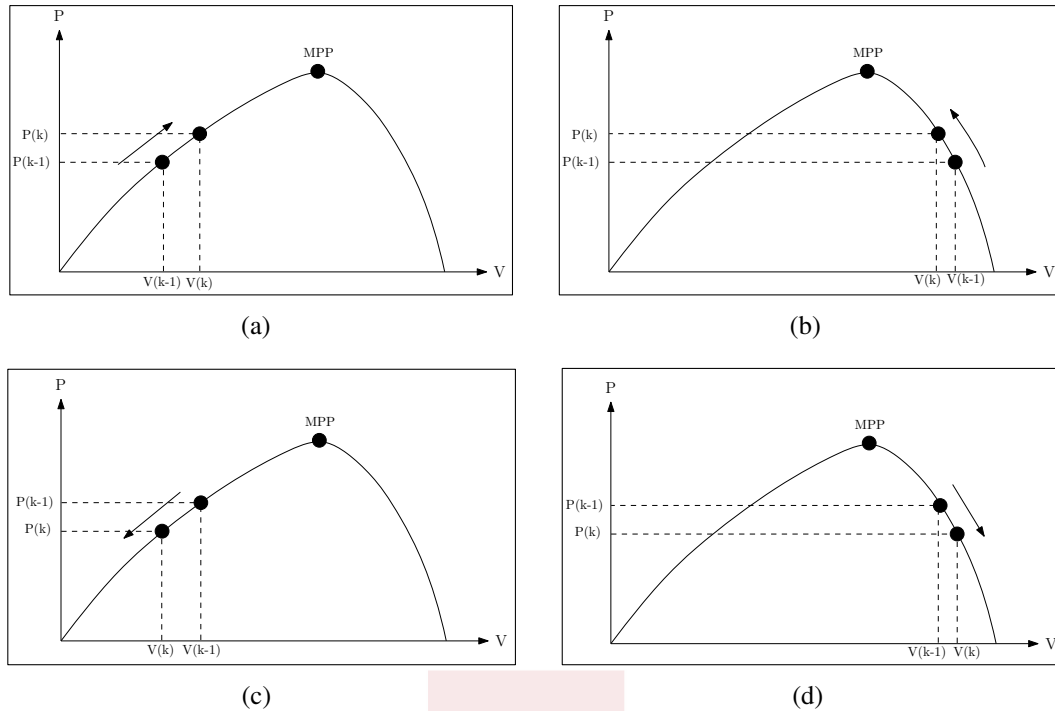 P
MPP
P(k)
P(k-1)
V(k-1) V(k)
V
(a)
P
MPP
P(k)
P(k-1)
V(k) V(k-1)
V
(b)
P
MPP
P(k-1)
P(k)
V(k) V(k-1)
V
(c)
P
MPP
P(k-1)
P(k)
V(k-1) V(k)
V
(d)